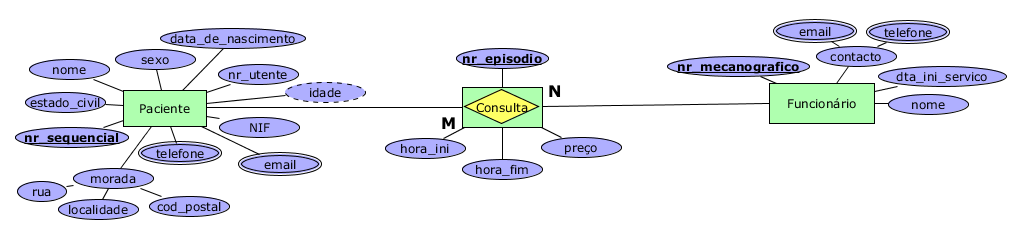 data_de_nascimento
email
telefone
sexo
nr_episodio
contacto
nome
nr_utente
nr_mecanografico
dta_ini_servico
estado_civil
Paciente
idade
Consulta
N
Funcionário
nome
nr_sequencial
NIF
M
telefone
email
hora_ini
hora_fim
preço
morada
rua
localidade
cod_postal